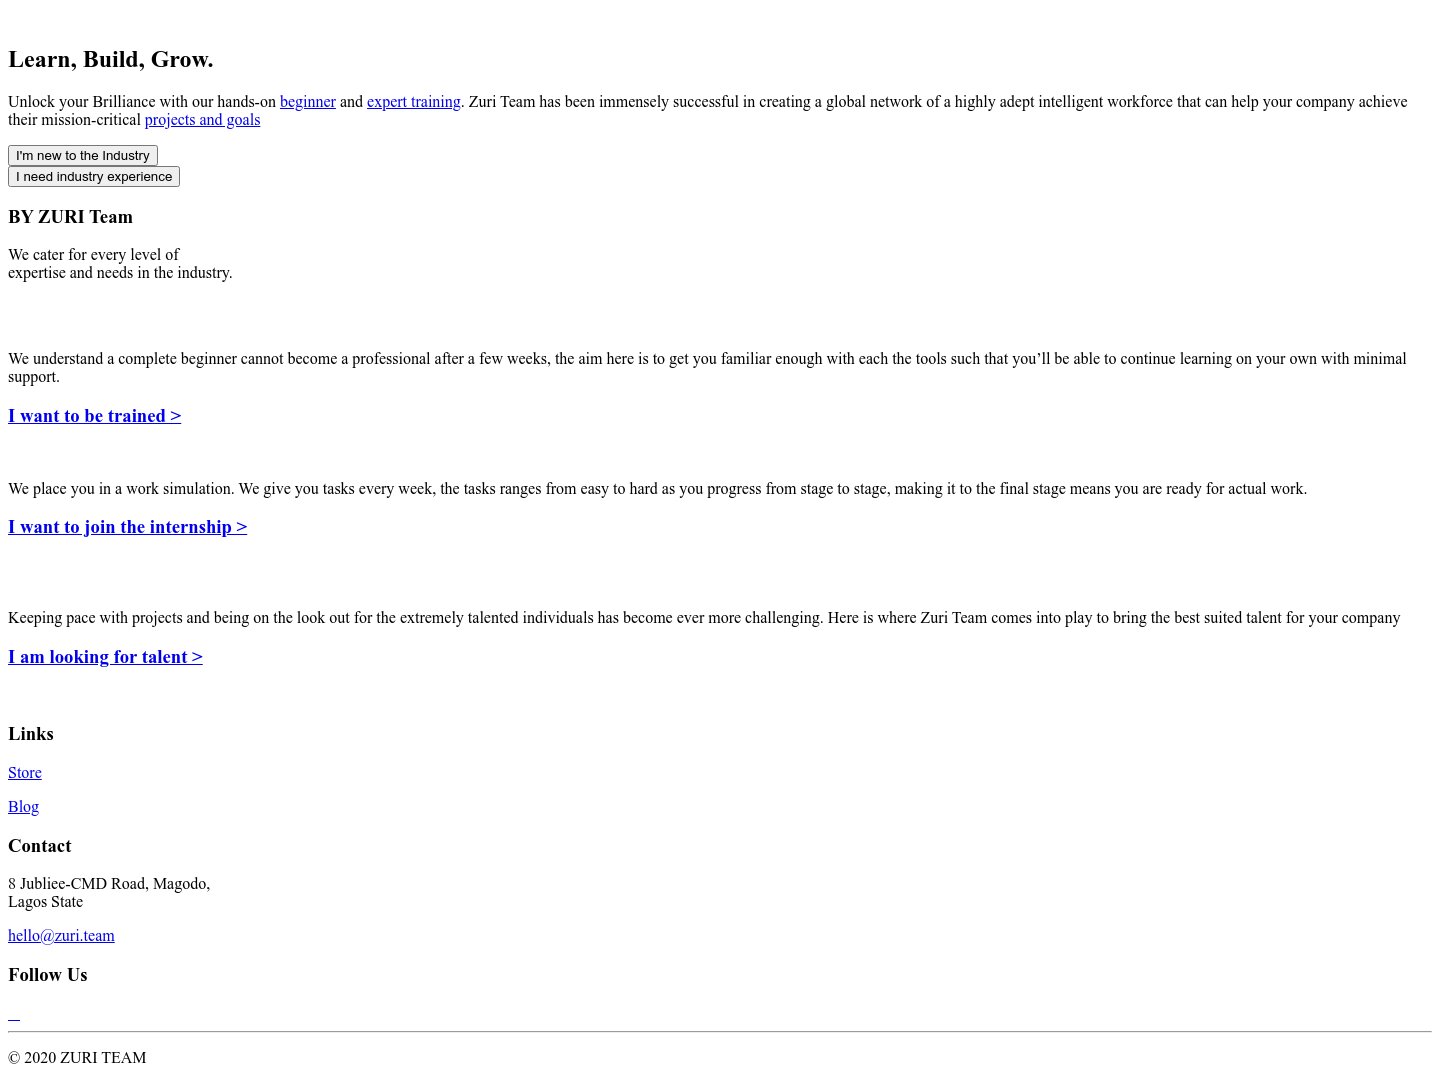 Learn, Build, Grow.
Unlock your Brilliance with our hands-on beginner and expert training. Zuri Team has been immensely successful in creating a global network of a highly adept intelligent workforce that can help your company achieve
their mission-critical projects and goals
I'm new to the Industry
I need industry experience
BY ZURI Team
We cater for every level of
expertise and needs in the industry.
We understand a complete beginner cannot become a professional after a few weeks, the aim here is to get you familiar enough with each the tools such that you’ll be able to continue learning on your own with minimal
support.
I want to be trained >
We place you in a work simulation. We give you tasks every week, the tasks ranges from easy to hard as you progress from stage to stage, making it to the final stage means you are ready for actual work.
I want to join the internship >
Keeping pace with projects and being on the look out for the extremely talented individuals has become ever more challenging. Here is where Zuri Team comes into play to bring the best suited talent for your company
I am looking for talent >
Links
Store
Blog
Contact
8 Jubliee-CMD Road, Magodo,
Lagos State
hello@zuri.team
Follow Us
© 2020 ZURI TEAM